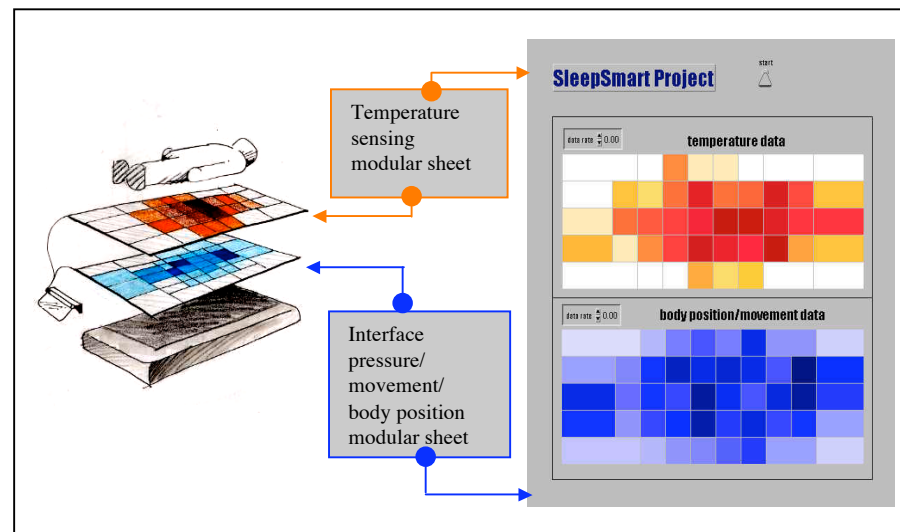 Temperature
sensing
modular sheet
Interface
pressure/
movement/
body position
modular sheet
SleepSmart Project
start
data rate 0.00
temperature data
data rate 0.00
body position/movement data